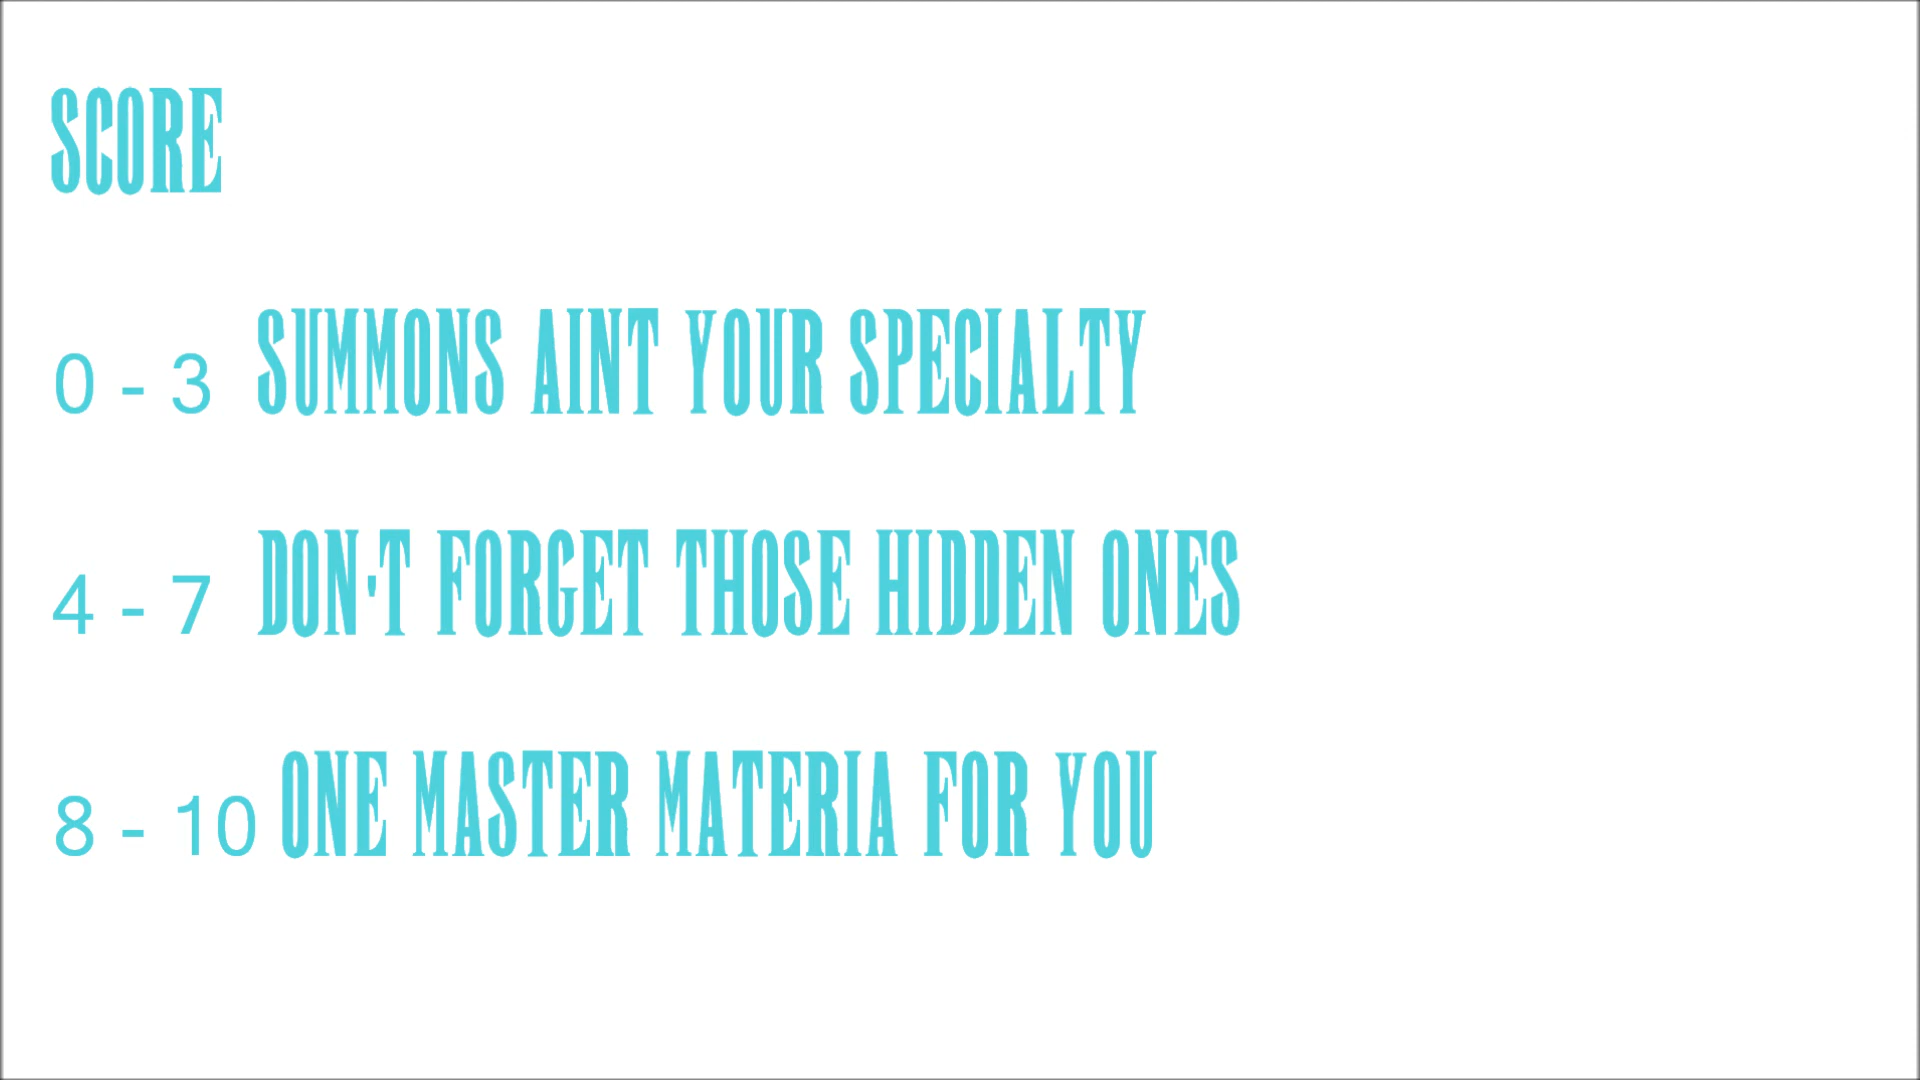 SCORE
0 - 3 SUMMONS AINT YOUR SPECIALTY
4 - 7 DON'T FORGET THOSE HIDDEN ONES
8 - 10 ONE MASTER MATERIA FOR YOU